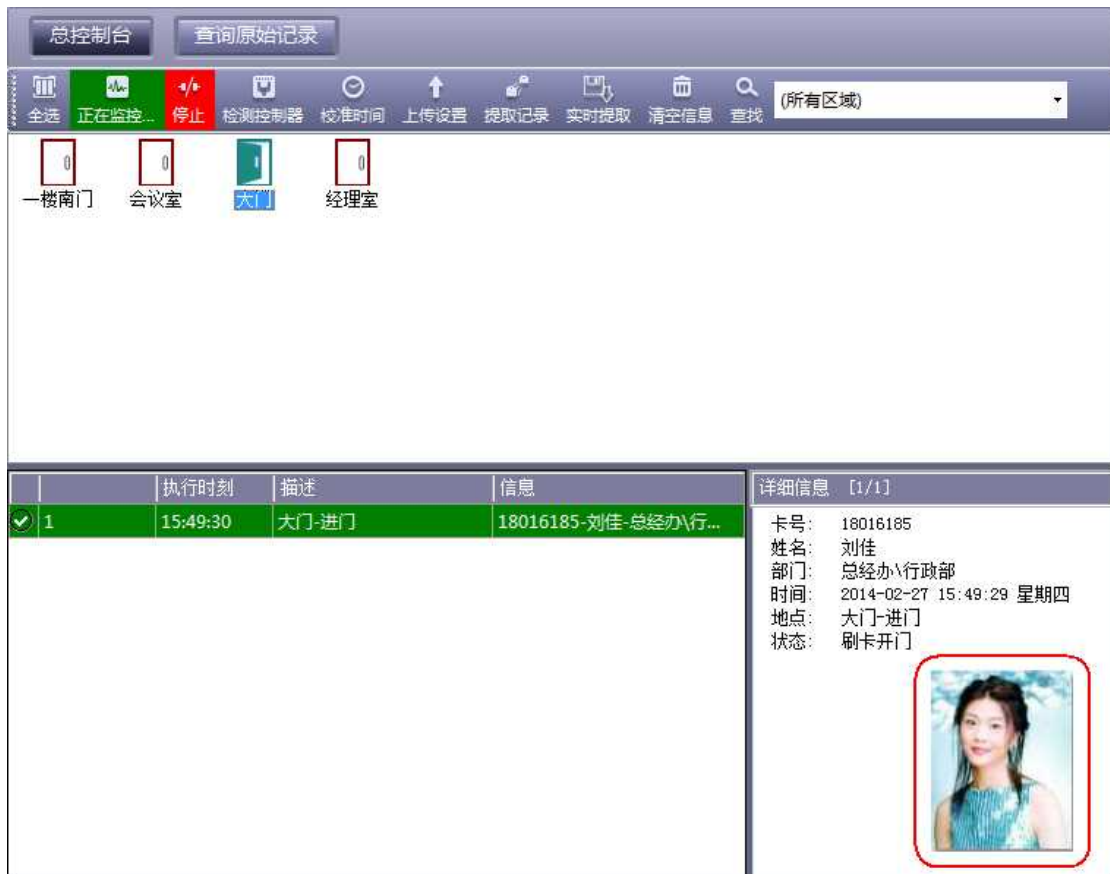 总控制台 查询原始记录
全选 正在监控... 停止 检测控制器 校准时间 上传设置 提取记录 实时提取 清空信息 查找 (所有区域)
一楼南门 会议室 大门 经理室
执行时刻 描述 信息
1 15:49:30 大门-进门 18016185-刘佳-总经办\行...
详细信息 [1/1]
卡号: 18016185
姓名: 刘佳
部门: 总经办\行政部
时间: 2014-02-27 15:49:29 星期四
地点: 大门-进门
状态: 刷卡开门